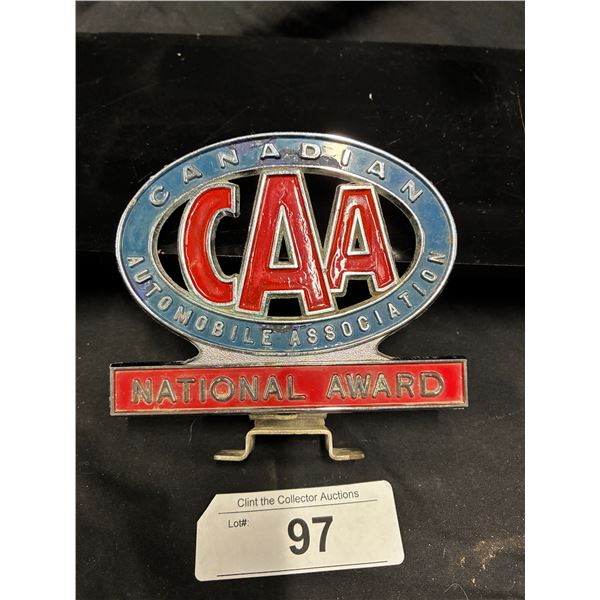 CANADIAN
CAA
AUTOMOBILE ASSOCIATION
NATIONAL AWARD
Clint the Collector Auctions
Lot#:
97